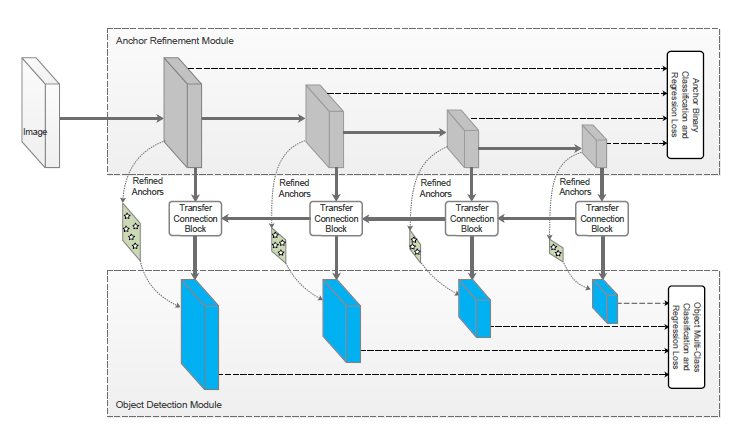 Anchor Refinement Module
Image
Anchor Binary
Classification and
Regression Loss
Refined
Anchors
Refined
Anchors
Refined
Anchors
Refined
Anchors
Transfer
Connection
Block
Transfer
Connection
Block
Transfer
Connection
Block
Transfer
Connection
Block
Object Multi-Class
Classification and
Regression Loss
Object Detection Module